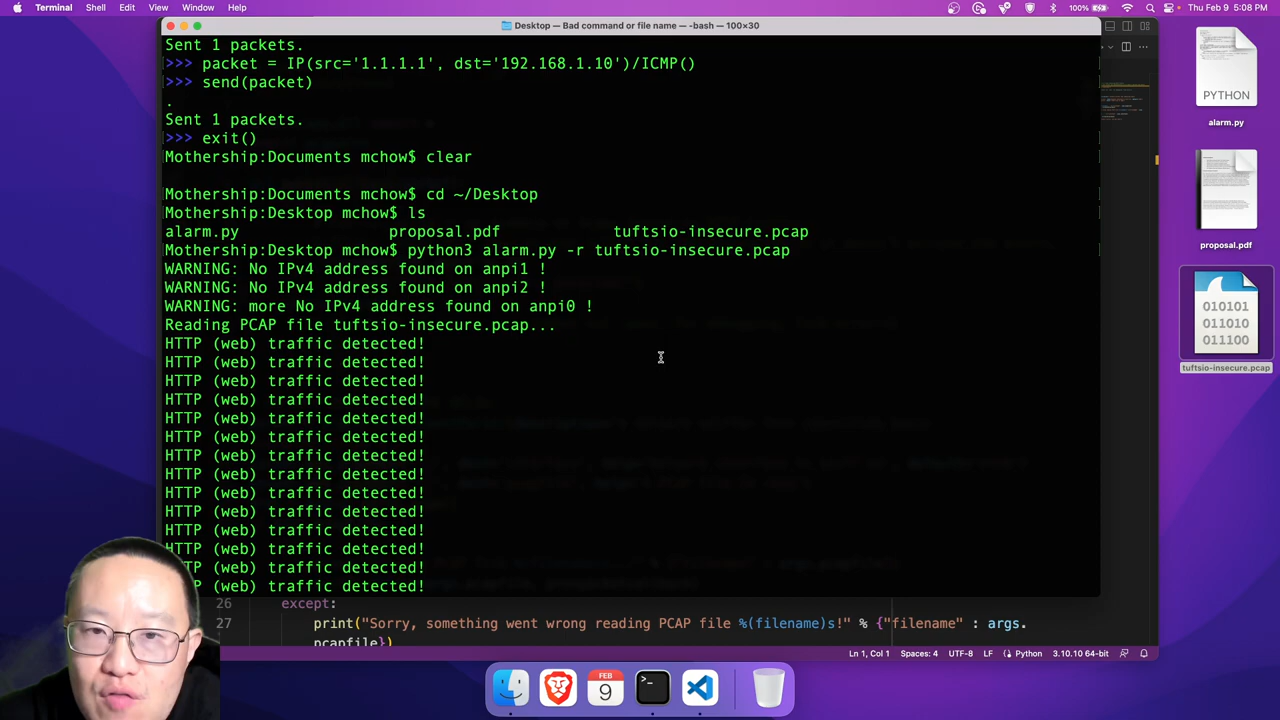 Terminal Shell Edit View Window Help 100% Thu Feb 9 5:08 PM
Desktop — Bad command or file name — -bash — 100×30
Sent 1 packets.
>>> packet = IP(src='1.1.1.1', dst='192.168.1.10')/ICMP()
>>> send(packet)
.
Sent 1 packets.
>>> exit()
Mothership:Documents mchow$ clear
Mothership:Documents mchow$ cd ~/Desktop
Mothership:Desktop mchow$ ls
alarm.py proposal.pdf tuftsio-insecure.pcap
Mothership:Desktop mchow$ python3 alarm.py -r tuftsio-insecure.pcap
WARNING: No IPv4 address found on anpi1 !
WARNING: No IPv4 address found on anpi2 !
WARNING: more No IPv4 address found on anpi0 !
Reading PCAP file tuftsio-insecure.pcap...
HTTP (web) traffic detected!
HTTP (web) traffic detected!
HTTP (web) traffic detected!
HTTP (web) traffic detected!
HTTP (web) traffic detected!
HTTP (web) traffic detected!
HTTP (web) traffic detected!
HTTP (web) traffic detected!
HTTP (web) traffic detected!
HTTP (web) traffic detected!
HTTP (web) traffic detected!
HTTP (web) traffic detected!
HTTP (web) traffic detected!
HTTP (web) traffic detected!
26 except:
27 print("Sorry, something went wrong reading PCAP file %(filename)s!" % {"filename" : args.
pcapfile})
Ln 1, Col 1 Spaces: 4 UTF-8 LF Python 3.10.10 64-bit
PYTHON
alarm.py
proposal.pdf
010101
011010
011100
tuftsio-insecure.pcap
FEB
9
>_